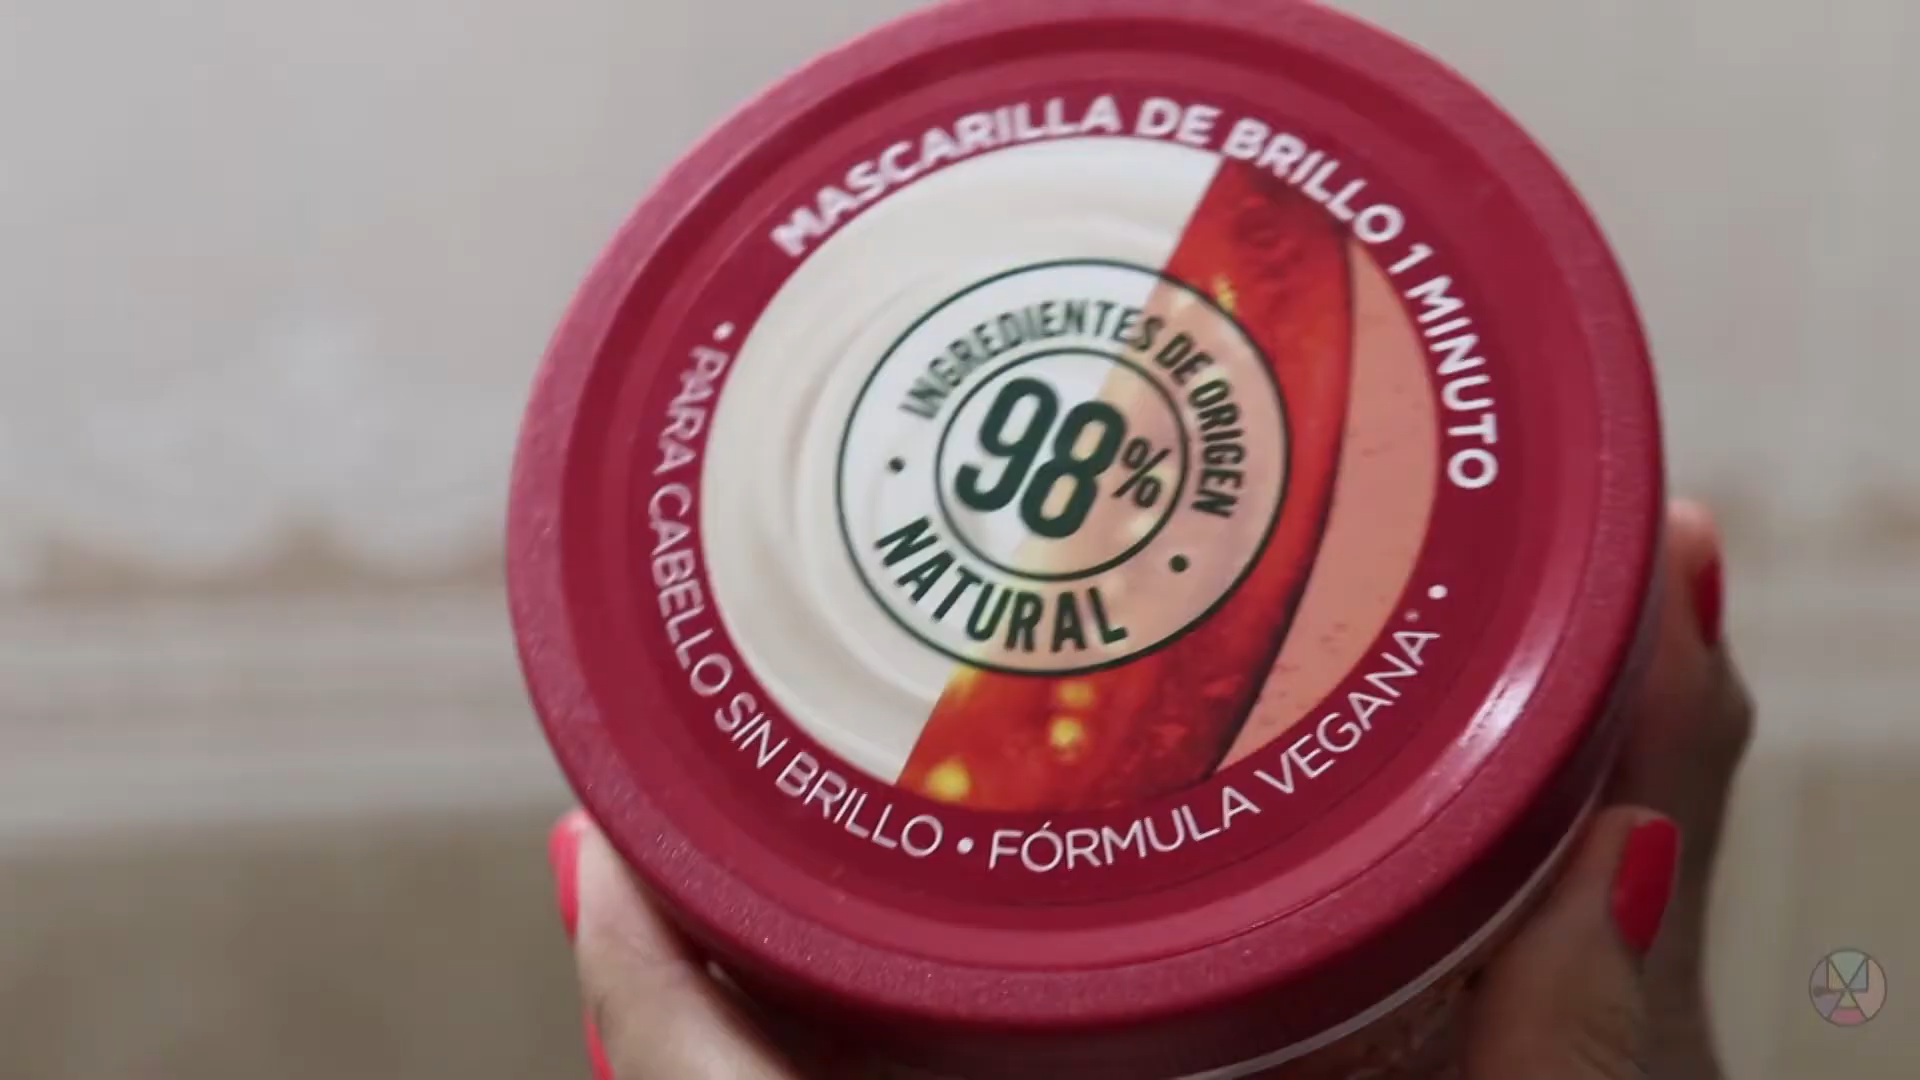 MASCARILLA DE BRILLO 1 MINUTO
• PARA CABELLO SIN BRILLO • FÓRMULA VEGANA* •
INGREDIENTES DE ORIGEN
98%
• NATURAL •